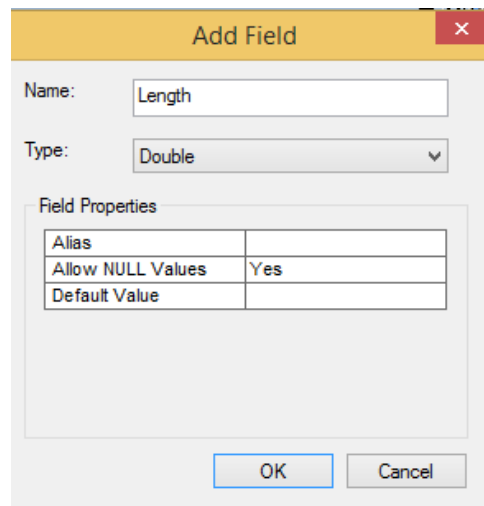 Add Field
Name: Length
Type: Double
Field Properties
Alias
Allow NULL Values Yes
Default Value
OK Cancel